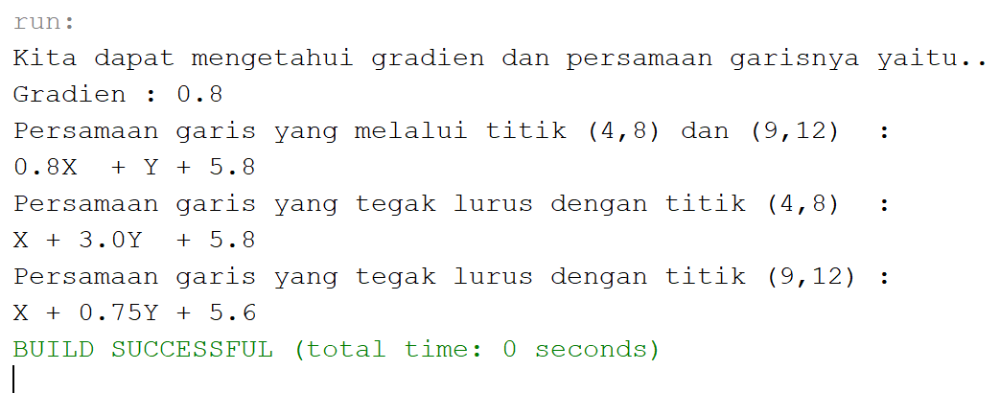 run:
Kita dapat mengetahui gradien dan persamaan garisnya yaitu..
Gradien : 0.8
Persamaan garis yang melalui titik (4,8) dan (9,12)  :
0.8X  + Y + 5.8
Persamaan garis yang tegak lurus dengan titik (4,8)  :
X + 3.0Y  + 5.8
Persamaan garis yang tegak lurus dengan titik (9,12) :
X + 0.75Y + 5.6
BUILD SUCCESSFUL (total time: 0 seconds)